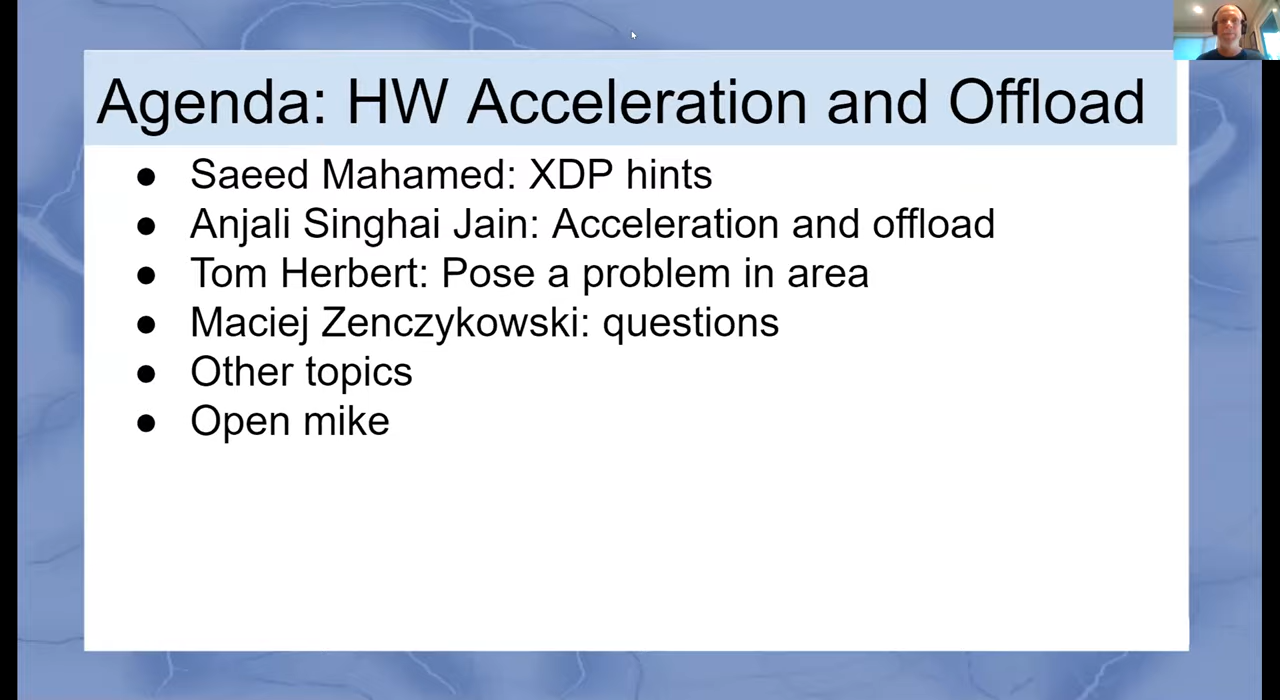 Agenda: HW Acceleration and Offload
● Saeed Mahamed: XDP hints
● Anjali Singhai Jain: Acceleration and offload
● Tom Herbert: Pose a problem in area
● Maciej Zenczykowski: questions
● Other topics
● Open mike